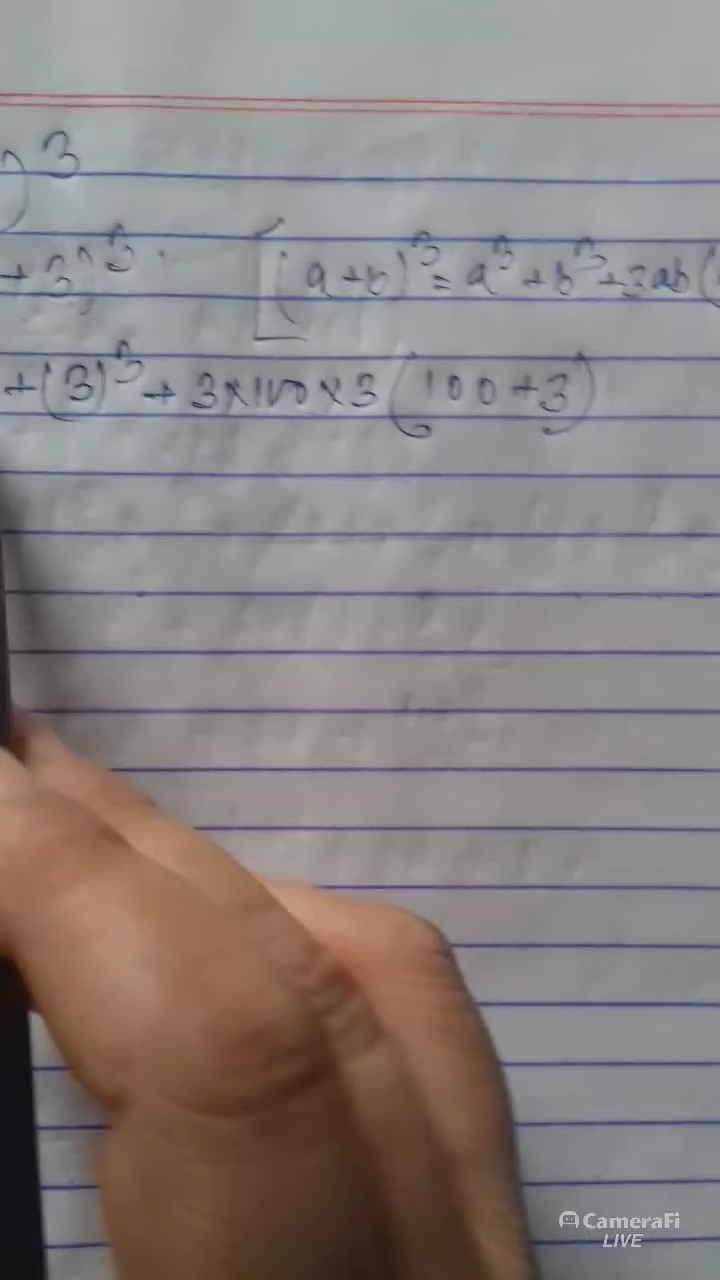 )³
+ 3)³
[(a+b)³ = a³ + b³ + 3ab(
+ (3)³ + 3×100×3 (100 + 3)
CameraFi
LIVE